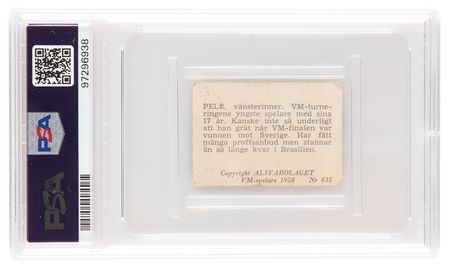 97296938
PSA
PSA
PELÉ, vänsterinner. VM-turne-
ringens yngste spelare med sina
17 år. Kanske inte så underligt
att han grät när VM-finalen var
vunnen mot Sverige. Har fått
många proffsanbud men stannar
än så länge kvar i Brasilien.
Copyright ALIFABOLAGET
VM-spelare 1958 Nr 635